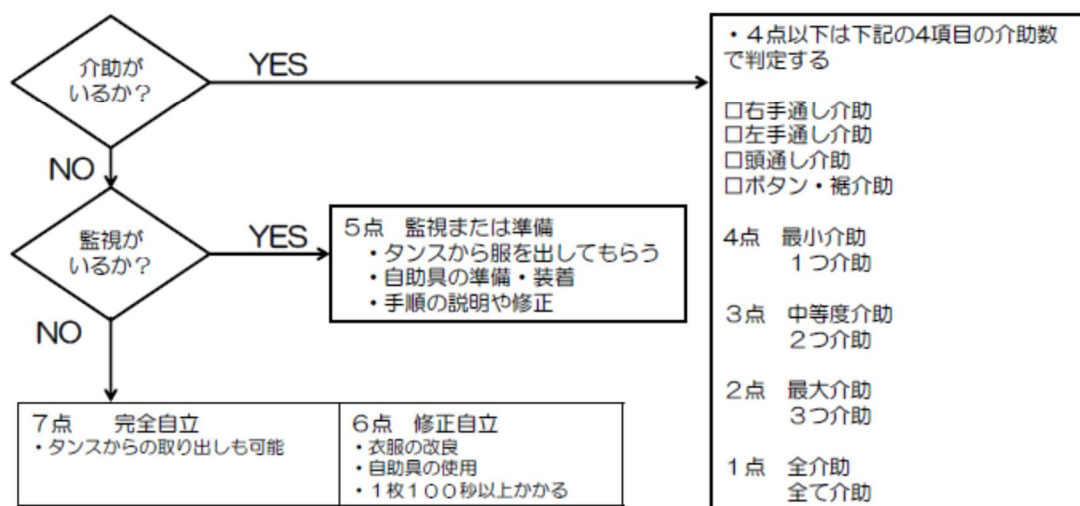 介助が
いるか？
YES
NO
監視が
いるか？
YES
NO
5点　監視または準備
・タンスから服を出してもらう
・自助具の準備・装着
・手順の説明や修正
7点　　完全自立
・タンスからの取り出しも可能
6点　修正自立
・衣服の改良
・自助具の使用
・１枚１００秒以上かかる
・４点以下は下記の4項目の介助数
で判定する
□右手通し介助
□左手通し介助
□頭通し介助
□ボタン・裾介助
4点　最小介助
１つ介助
3点　中等度介助
２つ介助
2点　最大介助
３つ介助
1点　全介助
全て介助